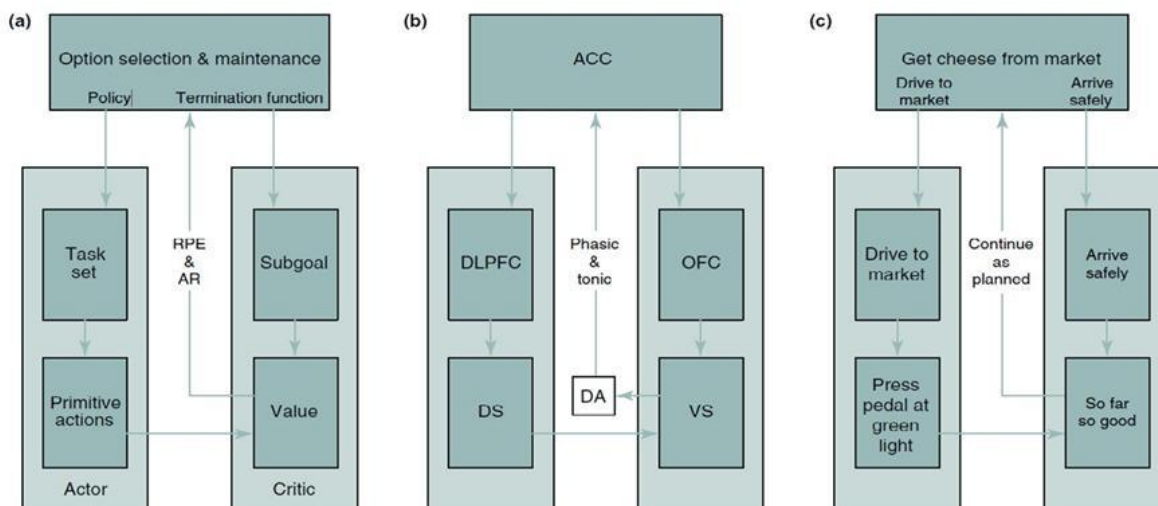 (a)
Option selection & maintenance
Policy
Termination function
Task
set
RPE
&
AR
Subgoal
Primitive
actions
Value
Actor
Critic
(b)
ACC
DLPFC
Phasic
&
tonic
OFC
DS
DA
VS
(c)
Get cheese from market
Drive to
market
Arrive
safely
Drive to
market
Continue
as
planned
Arrive
safely
Press
pedal at
green
light
So far
so good